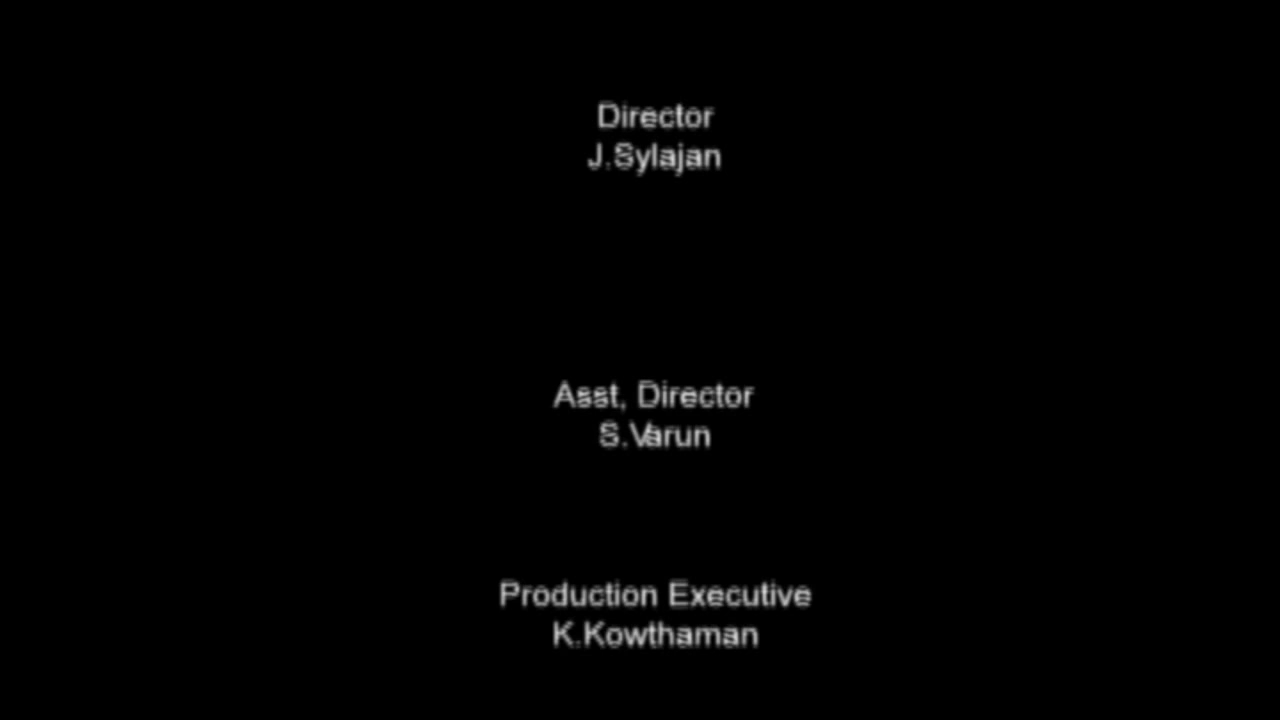 Director
J.Sylajan
Asst, Director
S.Varun
Production Executive
K.Kowthaman